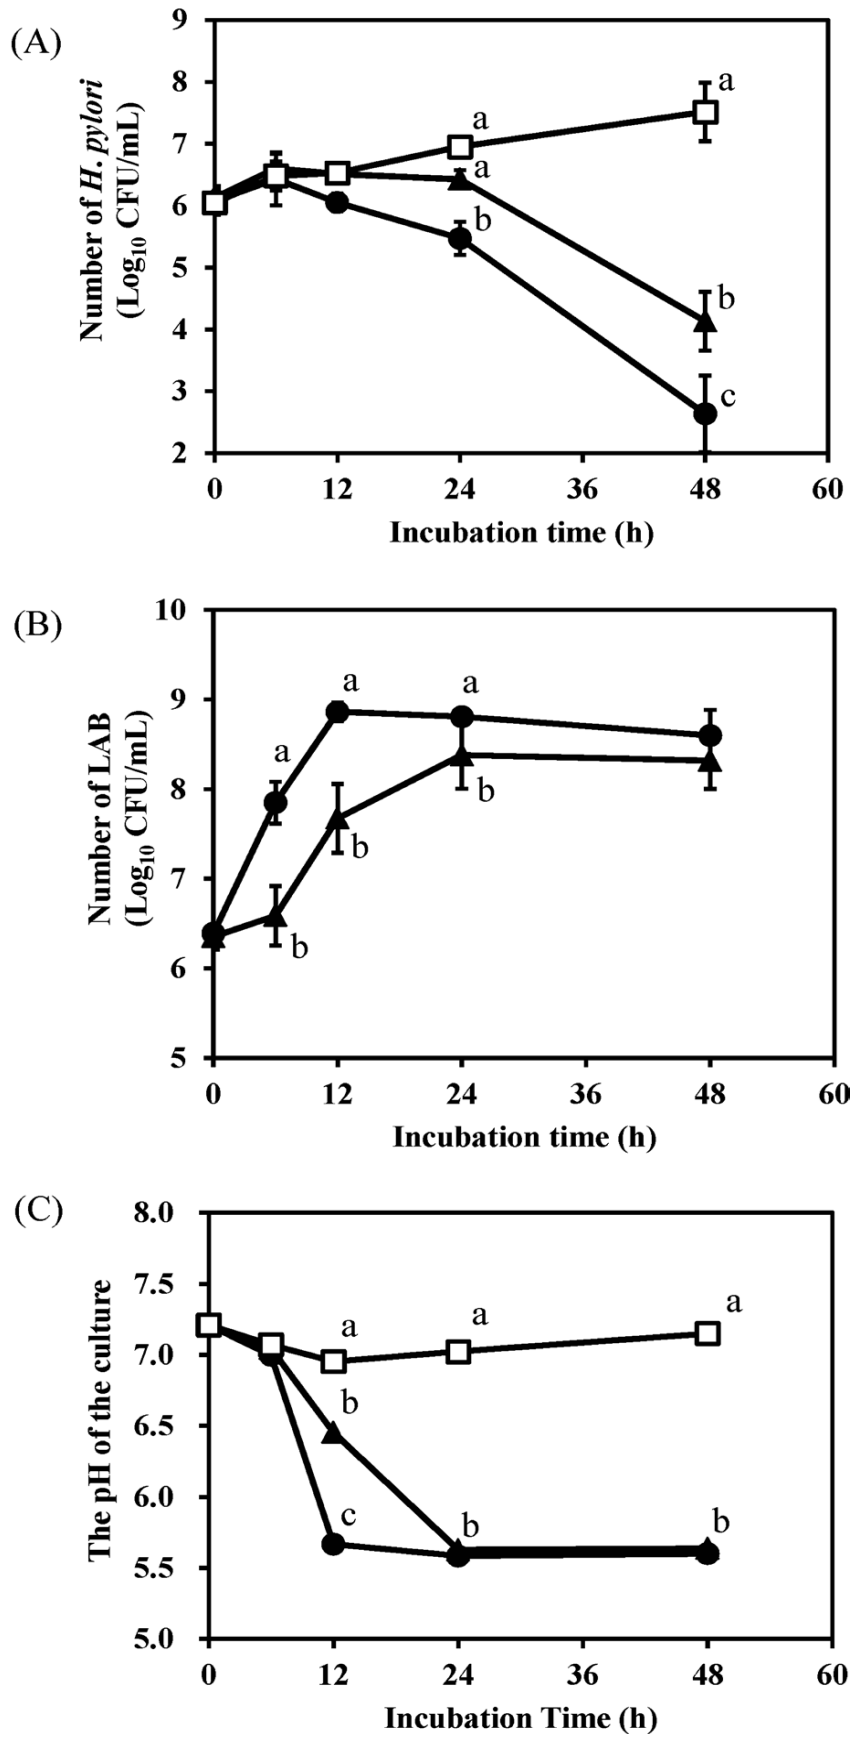 (A)
Number of H. pylori
(Log10 CFU/mL)
9
8
7
6
5
4
3
2
a
a
a
b
b
c
0 12 24 36 48 60
Incubation time (h)
(B)
Number of LAB
(Log10 CFU/mL)
10
9
8
7
6
5
a
a
a
b
b
b
0 12 24 36 48 60
Incubation time (h)
(C)
The pH of the culture
8.0
7.5
7.0
6.5
6.0
5.5
5.0
a
a
a
b
c
b
b
0 12 24 36 48 60
Incubation Time (h)